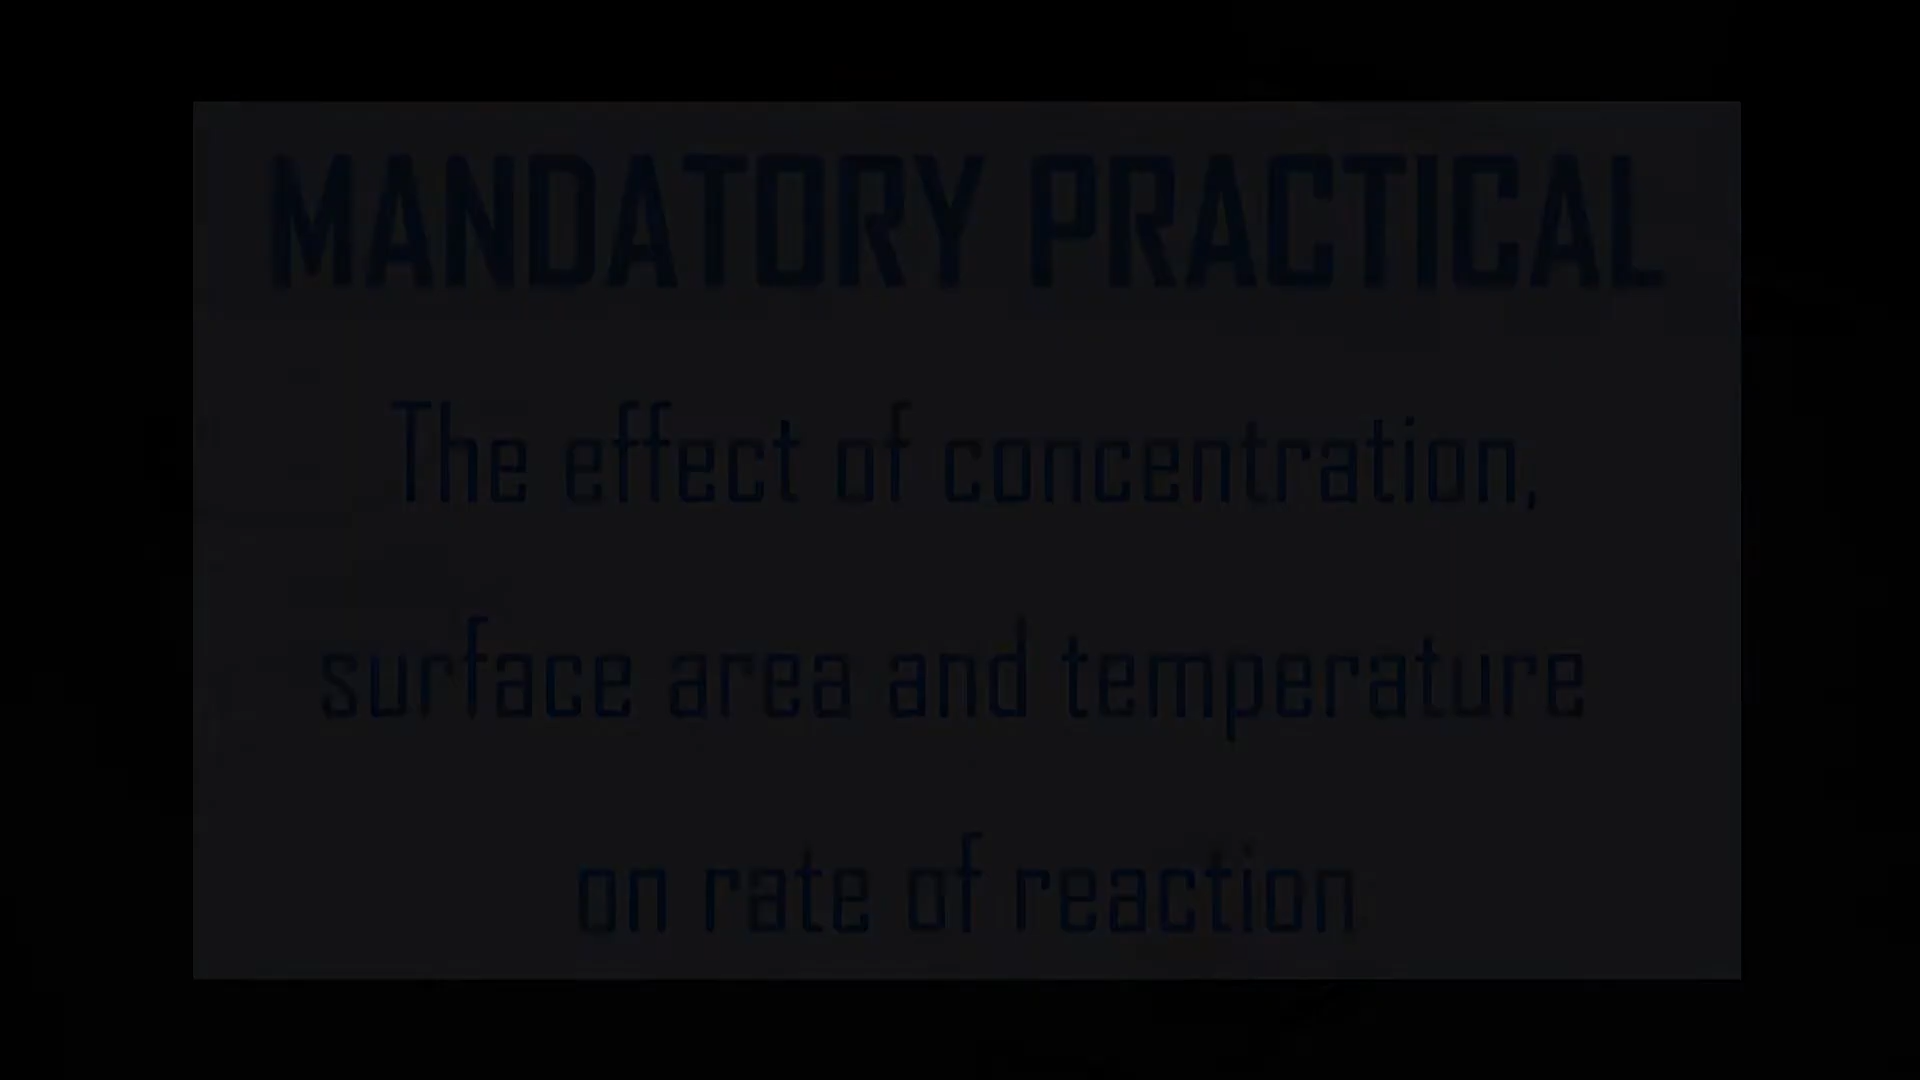 MANDATORY PRACTICAL
The effect of concentration,
surface area and temperature
on rate of reaction